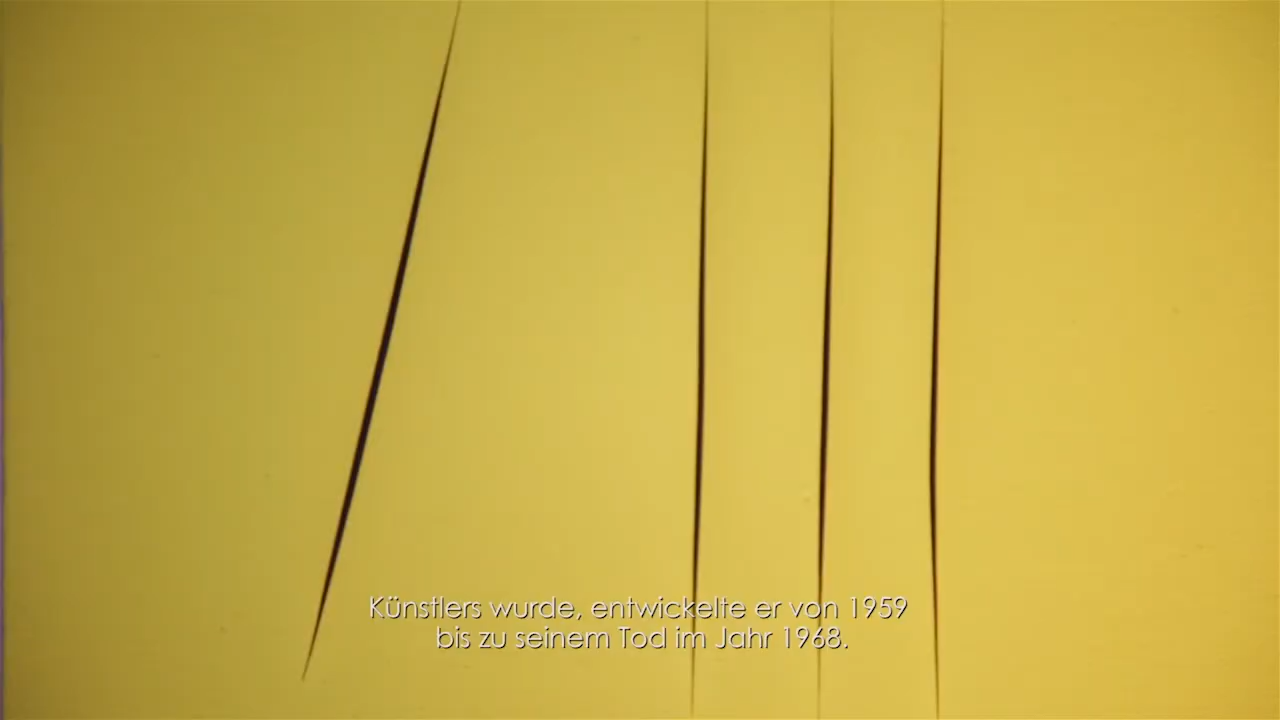 Künstlers wurde, entwickelte er von 1959
bis zu seinem Tod im Jahr 1968.